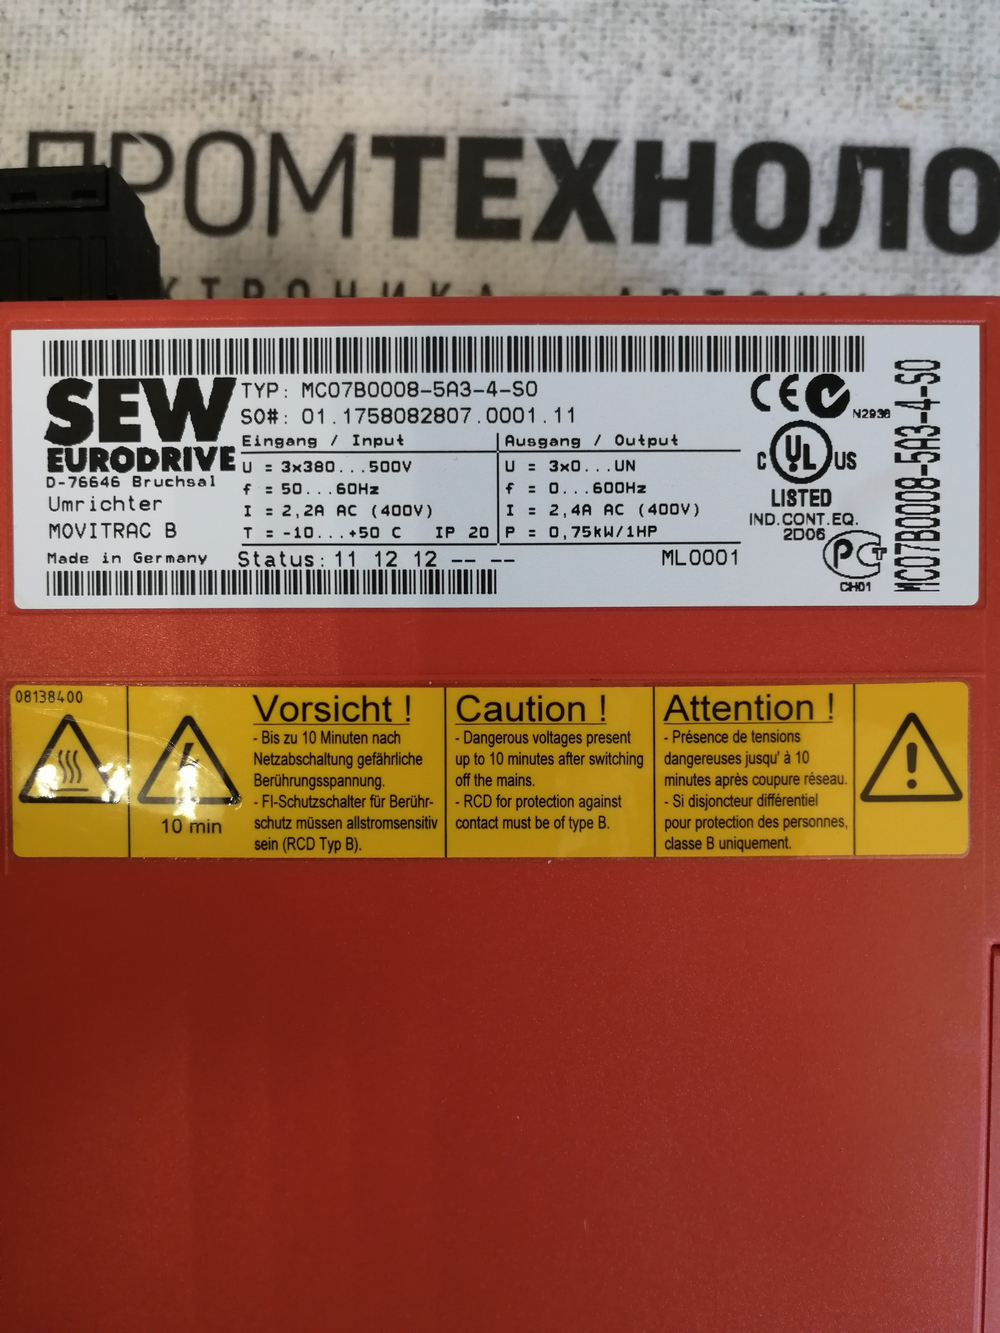 ПРОМТЕХНОЛО
SEW
EURODRIVE
D-76646 Bruchsal
Umrichter
MOVITRAC B
Made in Germany
TYP: MC07B0008-5A3-4-S0
SO#: 01.1758082807.0001.11
Eingang / Input
U = 3x380...500V
f = 50...60Hz
I = 2,2A AC (400V)
T = -10...+50 C IP 20
Ausgang / Output
U = 3x0...UN
f = 0...600Hz
I = 2,4A AC (400V)
P = 0,75kW/1HP
Status: 11 12 12 -- --
ML0001
CE
N2936
C UL US
LISTED
IND.CONT.EQ.
2D06
PCT
CH01
MC07B0008-5A3-4-S0
08138400
10 min
Vorsicht !
- Bis zu 10 Minuten nach
Netzabschaltung gefährliche
Berührungsspannung.
- FI-Schutzschalter für Berühr-
schutz müssen allstromsensitiv
sein (RCD Typ B).
Caution !
- Dangerous voltages present
up to 10 minutes after switching
off the mains.
- RCD for protection against
contact must be of type B.
Attention !
- Présence de tensions
dangereuses jusqu' à 10
minutes après coupure réseau.
- Si disjoncteur différentiel
pour protection des personnes,
classe B uniquement.